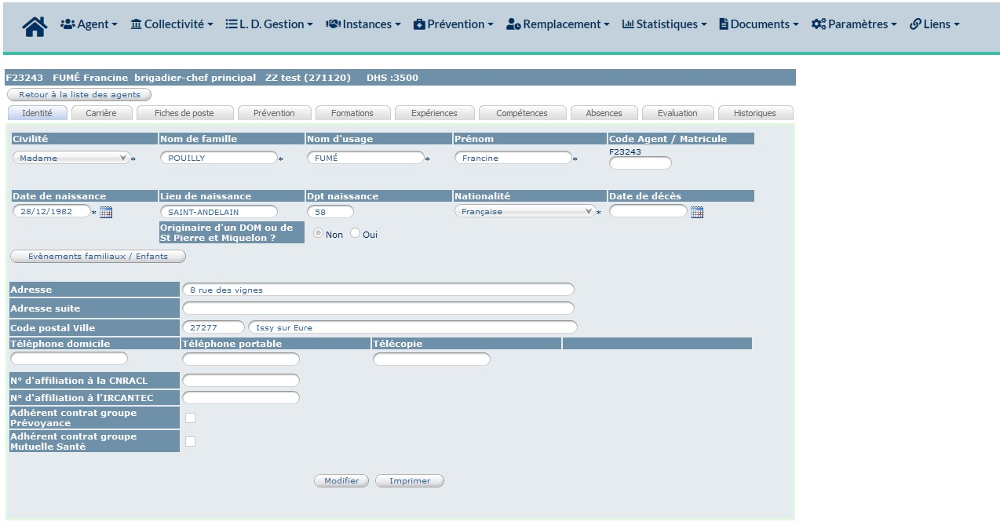 Agent Collectivité L. D. Gestion Instances Prévention Remplacement Statistiques Documents Paramètres Liens
F23243 FUMÉ Francine brigadier-chef principal ZZ test (271120) DHS :3500
Retour à la liste des agents
Identité Carrière Fiches de poste Prévention Formations Expériences Compétences Absences Evaluation Historiques
Civilité Nom de famille Nom d'usage Prénom Code Agent / Matricule
F23243
Madame * POUILLY * FUMÉ * Francine *
Date de naissance Lieu de naissance Dpt naissance Nationalité Date de décès
28/12/1982 * SAINT-ANDELAIN 58 Française *
Originaire d'un DOM ou de
St Pierre et Miquelon ? Non Oui
Evènements familiaux / Enfants
Adresse 8 rue des vignes
Adresse suite
Code postal Ville 27277 Issy sur Eure
Téléphone domicile Téléphone portable Télécopie
N° d'affiliation à la CNRACL
N° d'affiliation à l'IRCANTEC
Adhérent contrat groupe
Prévoyance
Adhérent contrat groupe
Mutuelle Santé
Modifier Imprimer